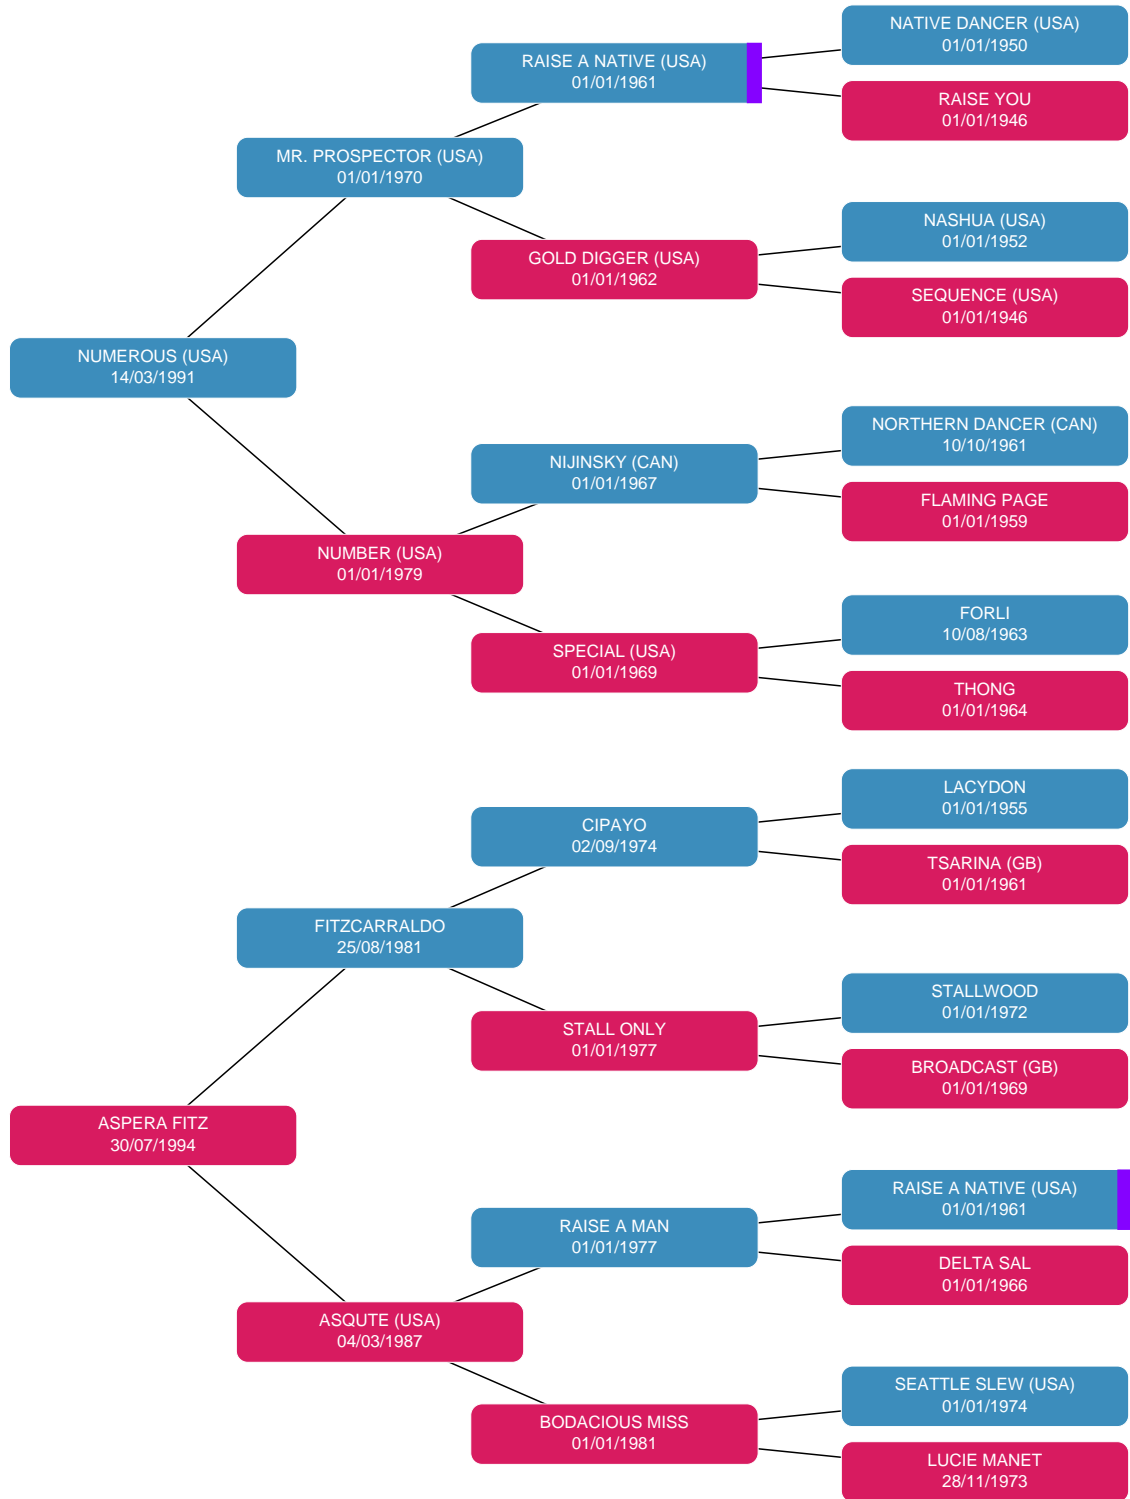 NATIVE DANCER (USA)
01/01/1950
RAISE A NATIVE (USA)
01/01/1961
RAISE YOU
01/01/1946
MR. PROSPECTOR (USA)
01/01/1970
NASHUA (USA)
01/01/1952
GOLD DIGGER (USA)
01/01/1962
SEQUENCE (USA)
01/01/1946
NUMEROUS (USA)
14/03/1991
NORTHERN DANCER (CAN)
10/10/1961
NIJINSKY (CAN)
01/01/1967
FLAMING PAGE
01/01/1959
NUMBER (USA)
01/01/1979
FORLI
10/08/1963
SPECIAL (USA)
01/01/1969
THONG
01/01/1964
LACYDON
01/01/1955
CIPAYO
02/09/1974
TSARINA (GB)
01/01/1961
FITZCARRALDO
25/08/1981
STALLWOOD
01/01/1972
STALL ONLY
01/01/1977
BROADCAST (GB)
01/01/1969
ASPERA FITZ
30/07/1994
RAISE A NATIVE (USA)
01/01/1961
RAISE A MAN
01/01/1977
DELTA SAL
01/01/1966
ASQUTE (USA)
04/03/1987
SEATTLE SLEW (USA)
01/01/1974
BODACIOUS MISS
01/01/1981
LUCIE MANET
28/11/1973